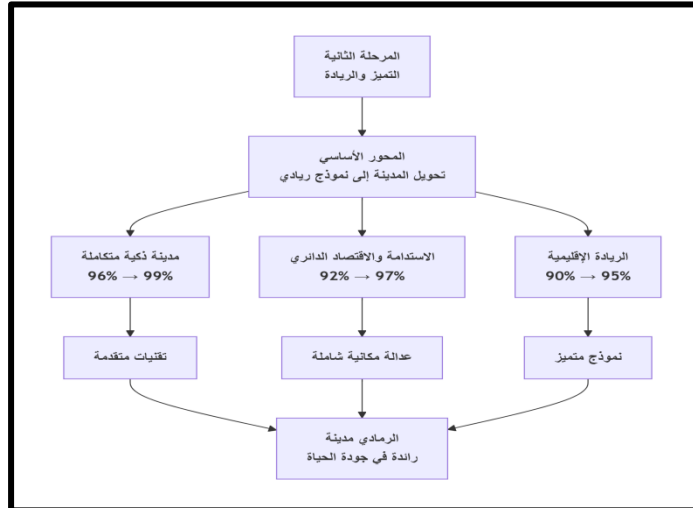 المرحلة الثانية
التميز والريادة
المحور الأساسي
تحويل المدينة إلى نموذج ريادي
مدينة ذكية متكاملة
96% → 99%
الاستدامة والاقتصاد الدائري
92% → 97%
الريادة الإقليمية
90% → 95%
تقنيات متقدمة
عدالة مكانية شاملة
نموذج متميز
الرمادي مدينة
رائدة في جودة الحياة